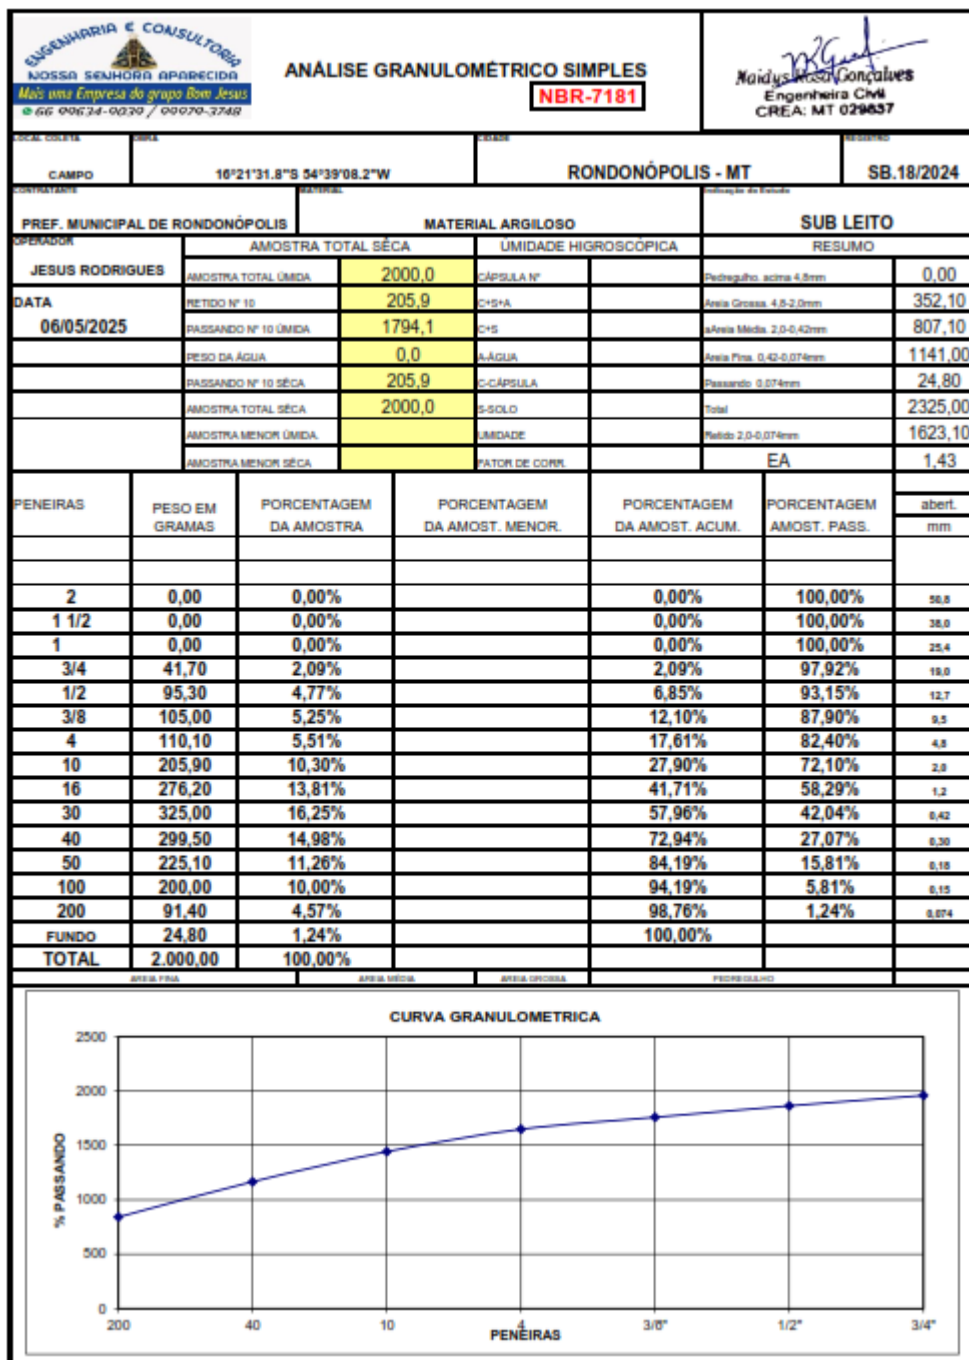 ENGENHARIA E CONSULTORIA
NOSSA SENHORA APARECIDA
Mais uma Empresa do grupo Bom Jesus
66 99634-0039 / 99979-3748
ANÁLISE GRANULOMÉTRICO SIMPLES
NBR-7181
Naidys Rosa Gonçalves
Engenheira Civil
CREA: MT 029837
LOCAL COLETA OBRA CIDADE REGISTRO
CAMPO 16º21'31.8"S 54º39'08.2"W RONDONÓPOLIS - MT SB.18/2024
CONTRATANTE MATERIAL Indicação do Estudo
PREF. MUNICIPAL DE RONDONÓPOLIS MATERIAL ARGILOSO SUB LEITO
OPERADOR AMOSTRA TOTAL SÊCA ÚMIDADE HIGROSCÓPICA RESUMO
JESUS RODRIGUES AMOSTRA TOTAL ÚMIDA 2000,0 CÁPSULA Nº Pedregulho. acima 4,8mm 0,00
DATA RETIDO Nº 10 205,9 C+S+A Areia Grossa. 4,8-2,0mm 352,10
06/05/2025 PASSANDO Nº 10 ÚMIDA 1794,1 C+S aAreia Média. 2,0-0,42mm 807,10
PESO DA ÁGUA 0,0 A-ÁGUA Areia Fina. 0,42-0,074mm 1141,00
PASSANDO Nº 10 SÊCA 205,9 C-CÁPSULA Passando 0,074mm 24,80
AMOSTRA TOTAL SÊCA 2000,0 S-SOLO Total 2325,00
AMOSTRA MENOR ÚMIDA. UMIDADE Retido 2,0-0,074mm 1623,10
AMOSTRA MENOR SÊCA FATOR DE CORR. EA 1,43
PENEIRAS PESO EM PORCENTAGEM PORCENTAGEM PORCENTAGEM PORCENTAGEM abert.
GRAMAS DA AMOSTRA DA AMOST. MENOR. DA AMOST. ACUM. AMOST. PASS. mm
2 0,00 0,00% 0,00% 100,00% 50,8
1 1/2 0,00 0,00% 0,00% 100,00% 38,0
1 0,00 0,00% 0,00% 100,00% 25,4
3/4 41,70 2,09% 2,09% 97,92% 19,0
1/2 95,30 4,77% 6,85% 93,15% 12,7
3/8 105,00 5,25% 12,10% 87,90% 9,5
4 110,10 5,51% 17,61% 82,40% 4,8
10 205,90 10,30% 27,90% 72,10% 2,0
16 276,20 13,81% 41,71% 58,29% 1,2
30 325,00 16,25% 57,96% 42,04% 0,42
40 299,50 14,98% 72,94% 27,07% 0,30
50 225,10 11,26% 84,19% 15,81% 0,18
100 200,00 10,00% 94,19% 5,81% 0,15
200 91,40 4,57% 98,76% 1,24% 0,074
FUNDO 24,80 1,24% 100,00%
TOTAL 2.000,00 100,00%
AREIA FINA AREIA MÉDIA AREIA GROSSA PEDREGULHO
CURVA GRANULOMETRICA
2500
2000
1500
1000
500
0
% PASSANDO
200 40 10 4 3/8" 1/2" 3/4"
PENEIRAS